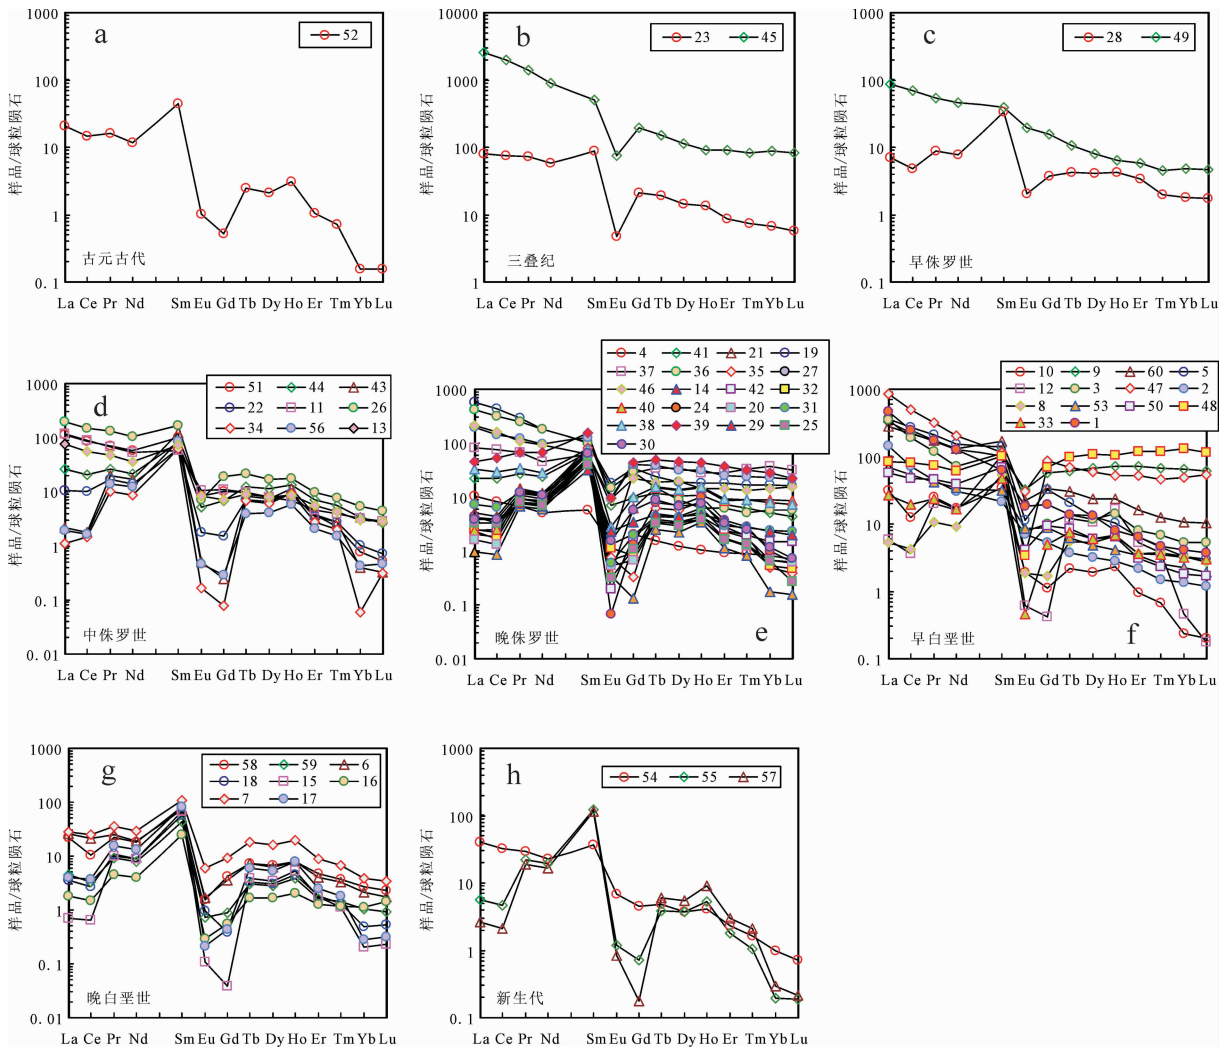 a
52
1000
100
10
1
0. 1
样品/球粒陨石
古元古代
La Ce Pr Nd Sm Eu Gd Tb Dy Ho Er Tm Yb Lu
b
23 45
10000
1000
100
10
1
样品/球粒陨石
三叠纪
La Ce Pr Nd Sm Eu Gd Tb Dy Ho Er Tm Yb Lu
c
28 49
1000
100
10
1
0. 1
样品/球粒陨石
早侏罗世
La Ce Pr Nd Sm Eu Gd Tb Dy Ho Er Tm Yb Lu
d
51 44 43
22 11 26
34 56 13
1000
100
10
1
0. 1
0. 01
样品/球粒陨石
中侏罗世
La Ce Pr Nd Sm Eu Gd Tb Dy Ho Er Tm Yb Lu
4 41 21 19
37 36 35 27
46 14 42 32
40 24 20 31
38 39 29 25
30
1000
100
10
1
0. 1
0. 01
样品/球粒陨石
晚侏罗世
e
La Ce Pr Nd Sm Eu Gd Tb Dy Ho Er Tm Yb Lu
10 9 60 5
12 3 47 2
8 53 50 48
33 1
1000
100
10
1
0. 1
样品/球粒陨石
早白垩世
f
La Ce Pr Nd Sm Eu Gd Tb Dy Ho Er Tm Yb Lu
g
58 59 6
18 15 16
7 17
1000
100
10
1
0. 1
0. 01
样品/球粒陨石
晚白垩世
La Ce Pr Nd Sm Eu Gd Tb Dy Ho Er Tm Yb Lu
h
54 55 57
1000
100
10
1
0. 1
样品/球粒陨石
新生代
La Ce Pr Nd Sm Eu Gd Tb Dy Ho Er Tm Yb Lu